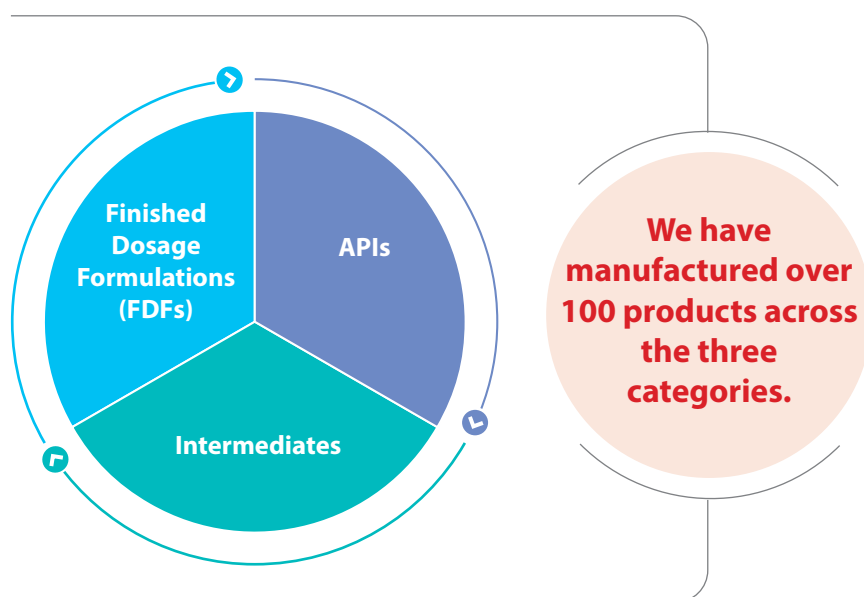 Finished
Dosage
Formulations
(FDFs)
APIs
Intermediates
We have
manufactured over
100 products across
the three
categories.